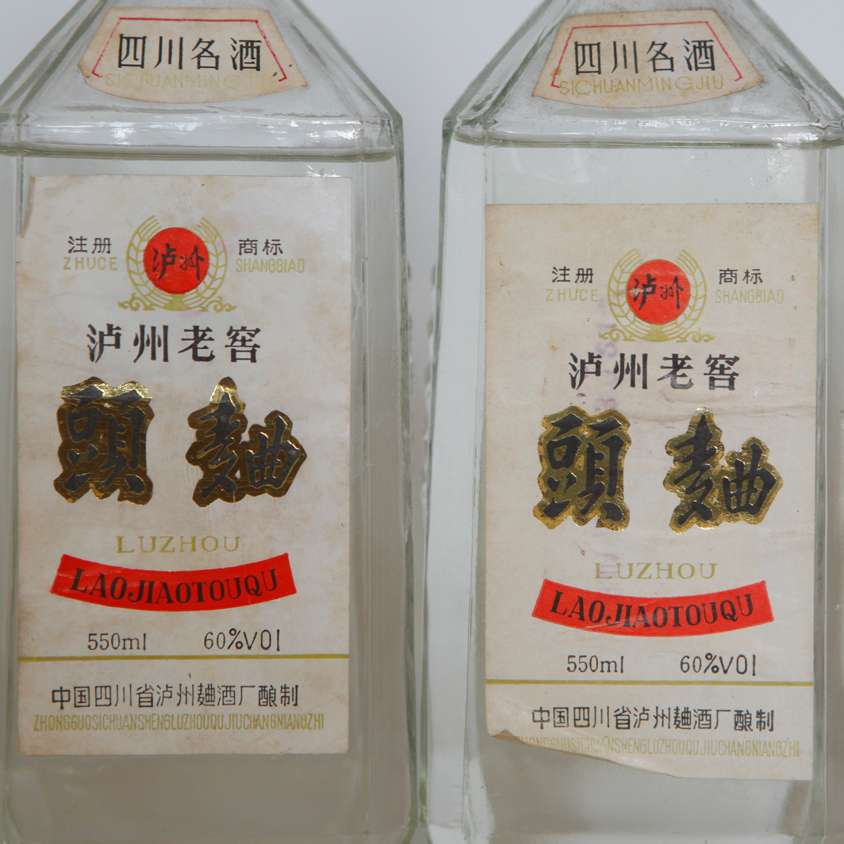 四川名酒
SICHUANMINGJIU
注册 泸州 商标
ZHUCE SHANGBIAO
泸州老窖
頭麯
LUZHOU
LAOJIAOTOUQU
550ml 60%VOl
中国四川省泸州麯酒厂酿制
ZHONGGUOSICHUANSHENGLUZHOUQUJIUCHANGNIANGZHI
四川名酒
SICHUANMINGJIU
注册 泸州 商标
ZHUCE SHANGBIAO
泸州老窖
頭麯
LUZHOU
LAOJIAOTOUQU
550ml 60%VOl
中国四川省泸州麯酒厂酿制